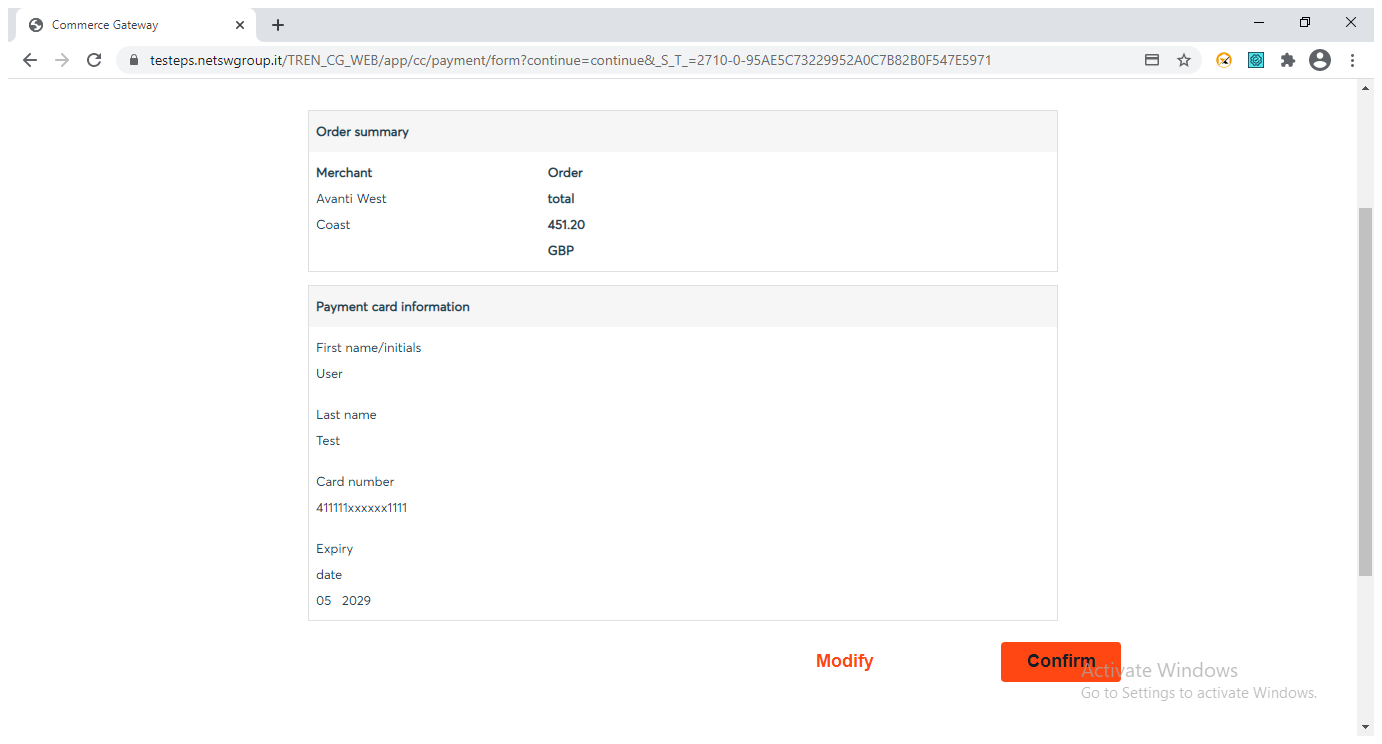 Commerce Gateway
testeps.netswgroup.it/TREN_CG_WEB/app/cc/payment/form?continue=continue&_S_T_=2710-0-95AE5C73229952A0C7B82B0F547E5971
Order summary
Merchant
Avanti West
Coast
Order
total
451.20
GBP
Payment card information
First name/initials
User
Last name
Test
Card number
411111xxxxxx1111
Expiry
date
05 2029
Modify
Confirm
Activate Windows
Go to Settings to activate Windows.